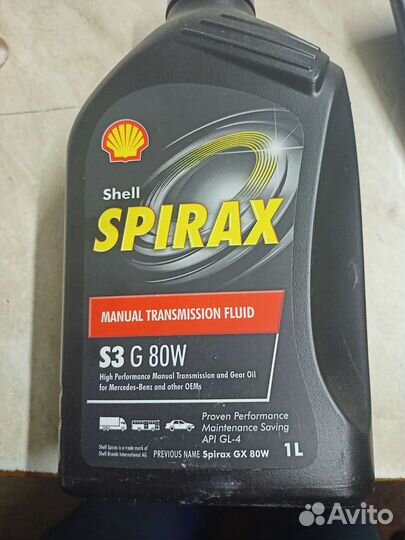 Shell
SPIRAX
MANUAL TRANSMISSION FLUID
S3 G 80W
High Performance Manual Transmission and Gear Oil
for Mercedes-Benz and other OEMs
Proven Performance
Maintenance Saving
API GL-4
Shell Spirax is a trade mark of
Shell Brands International AG.
PREVIOUS NAME Spirax GX 80W
1L
Avito